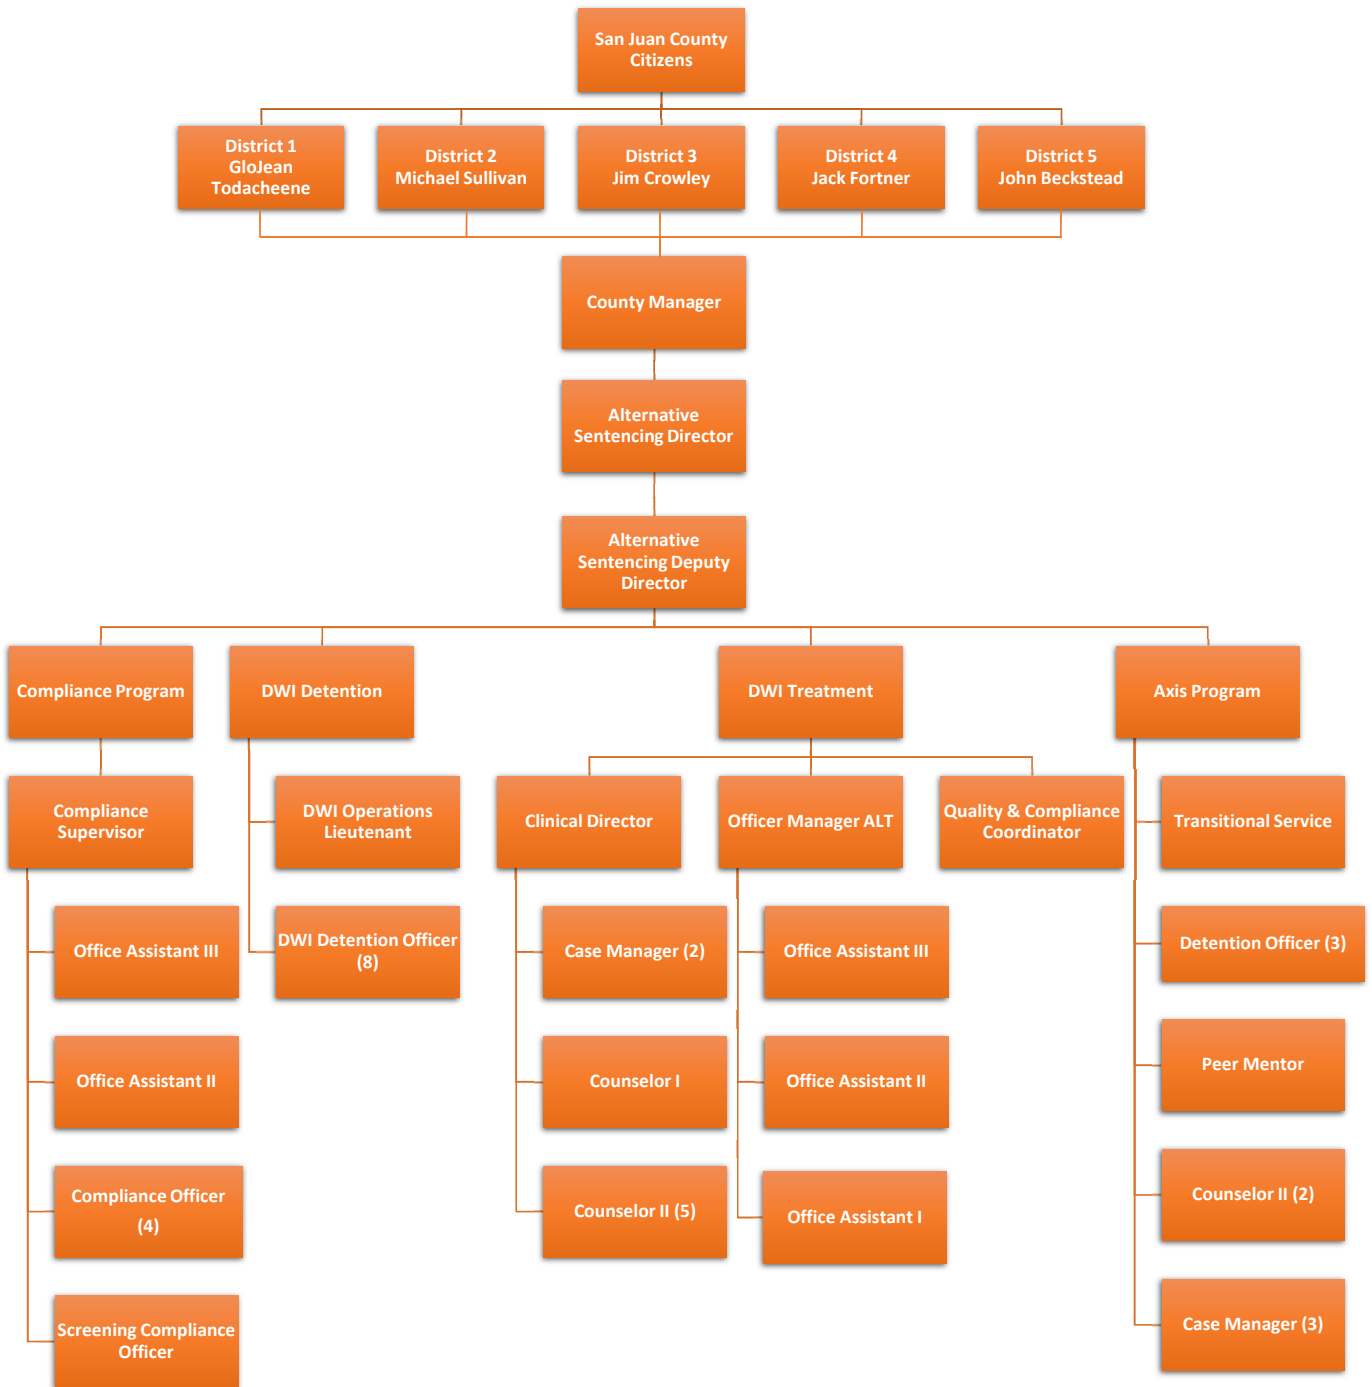 San Juan County
Citizens
District 1
GloJean
Todacheene
District 2
Michael Sullivan
District 3
Jim Crowley
District 4
Jack Fortner
District 5
John Beckstead
County Manager
Alternative
Sentencing Director
Alternative
Sentencing Deputy
Director
Compliance Program
DWI Detention
DWI Treatment
Axis Program
Compliance
Supervisor
DWI Operations
Lieutenant
Clinical Director
Officer Manager ALT
Quality & Compliance
Coordinator
Transitional Service
Office Assistant III
DWI Detention Officer
(8)
Case Manager (2)
Office Assistant III
Detention Officer (3)
Office Assistant II
Counselor I
Office Assistant II
Peer Mentor
Compliance Officer
(4)
Counselor II (5)
Office Assistant I
Counselor II (2)
Screening Compliance
Officer
Case Manager (3)